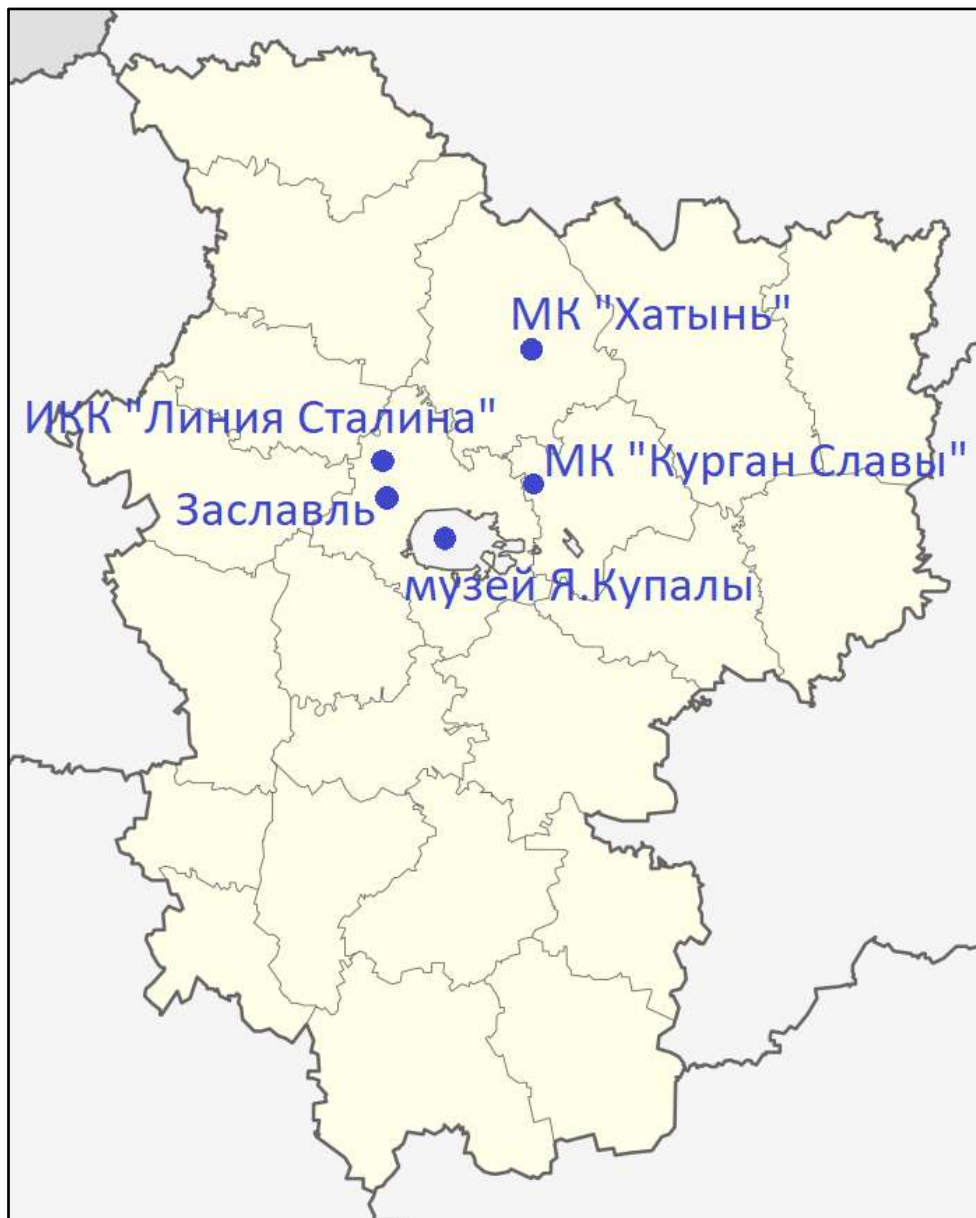 МК "Хатынь"
ИКК "Линия Сталина"
МК "Курган Славы"
Заславль
музей Я.Купалы